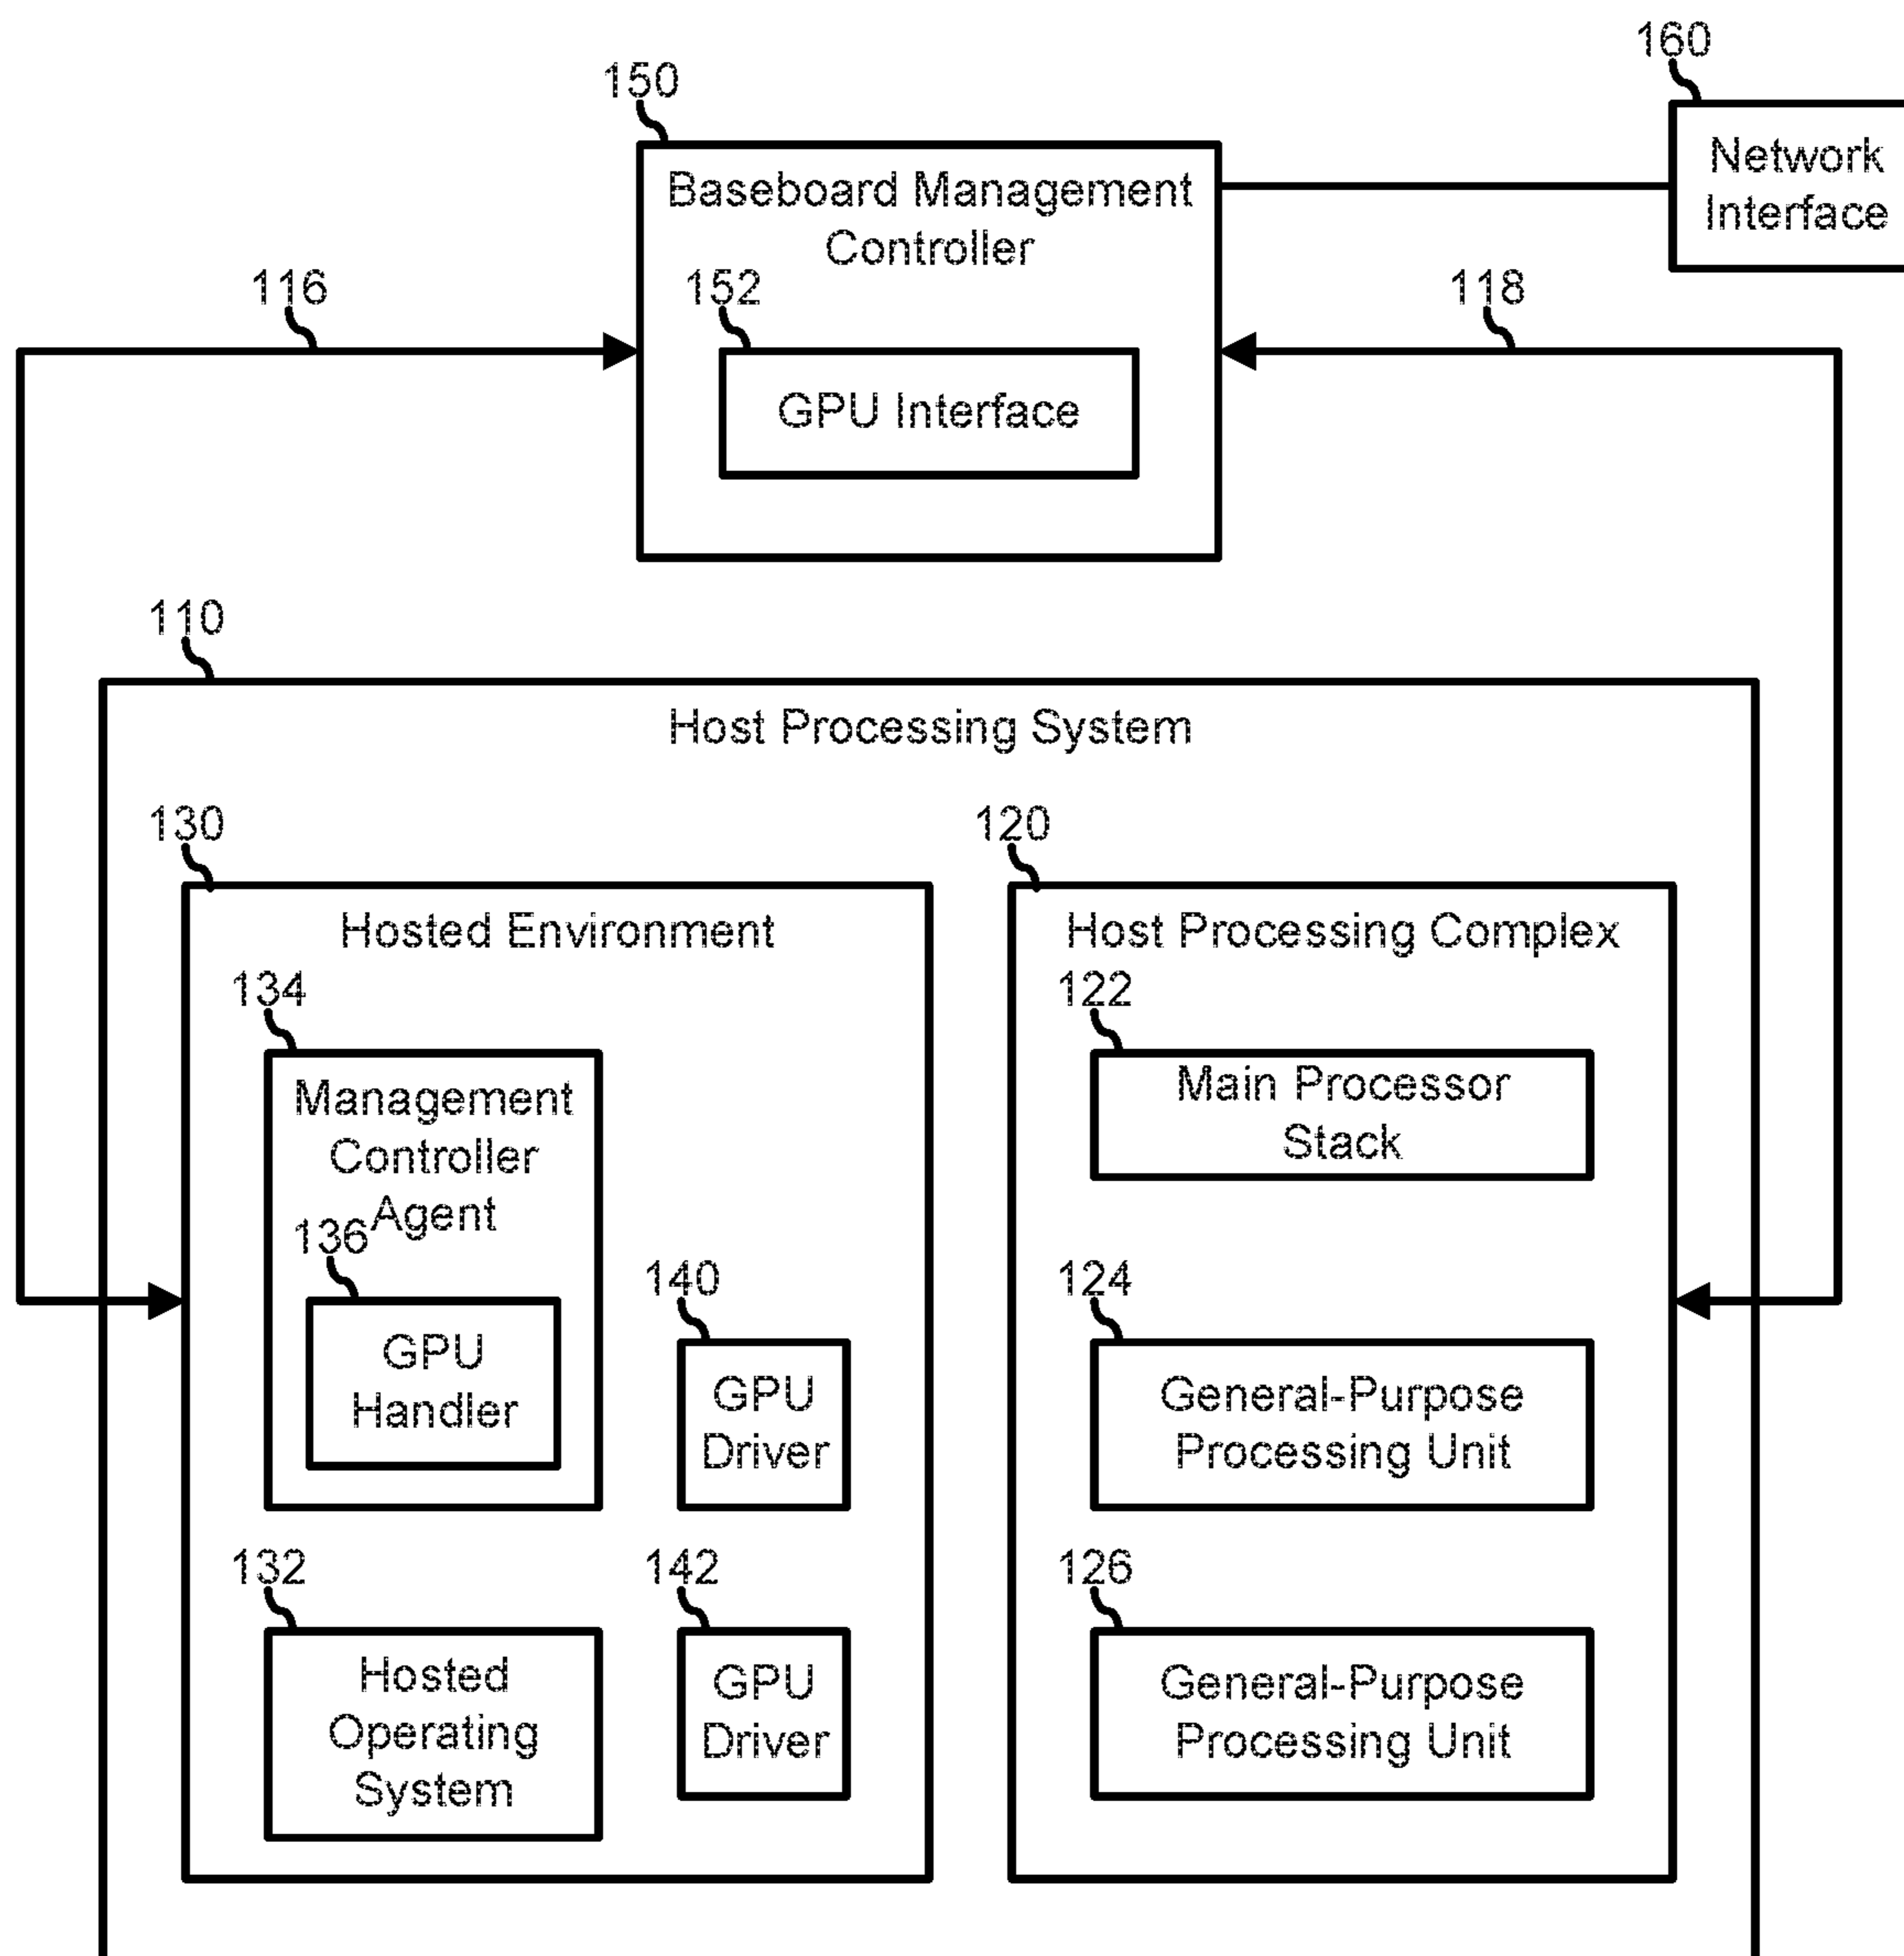 160
150
Network
Interface
Baseboard Management
Controller
116
152
118
GPU Interface
110
Host Processing System
130
120
Hosted Environment
Host Processing Complex
134
122
Management
Controller
Agent
Main Processor
Stack
136
GPU
Handler
140
GPU
Driver
124
General-Purpose
Processing Unit
132
Hosted
Operating
System
142
GPU
Driver
126
General-Purpose
Processing Unit